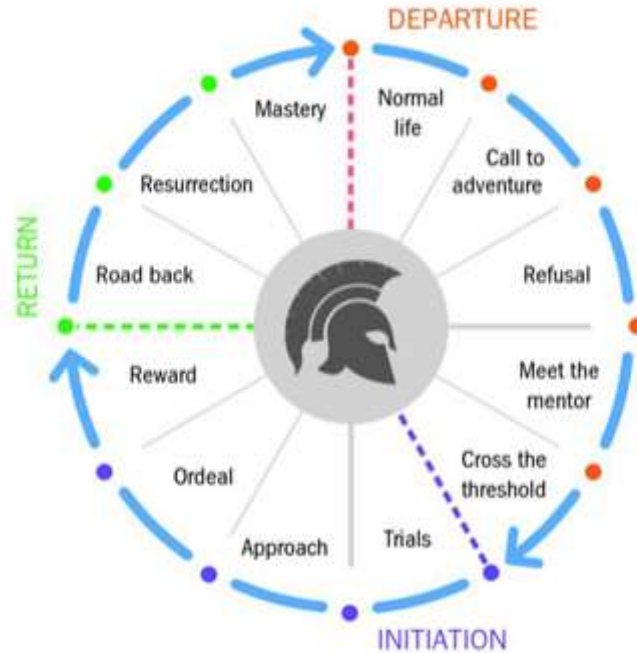 DEPARTURE
Normal
life
Call to
adventure
Refusal
Meet the
mentor
Cross the
threshold
INITIATION
Trials
Approach
Ordeal
Reward
RETURN
Road back
Resurrection
Mastery